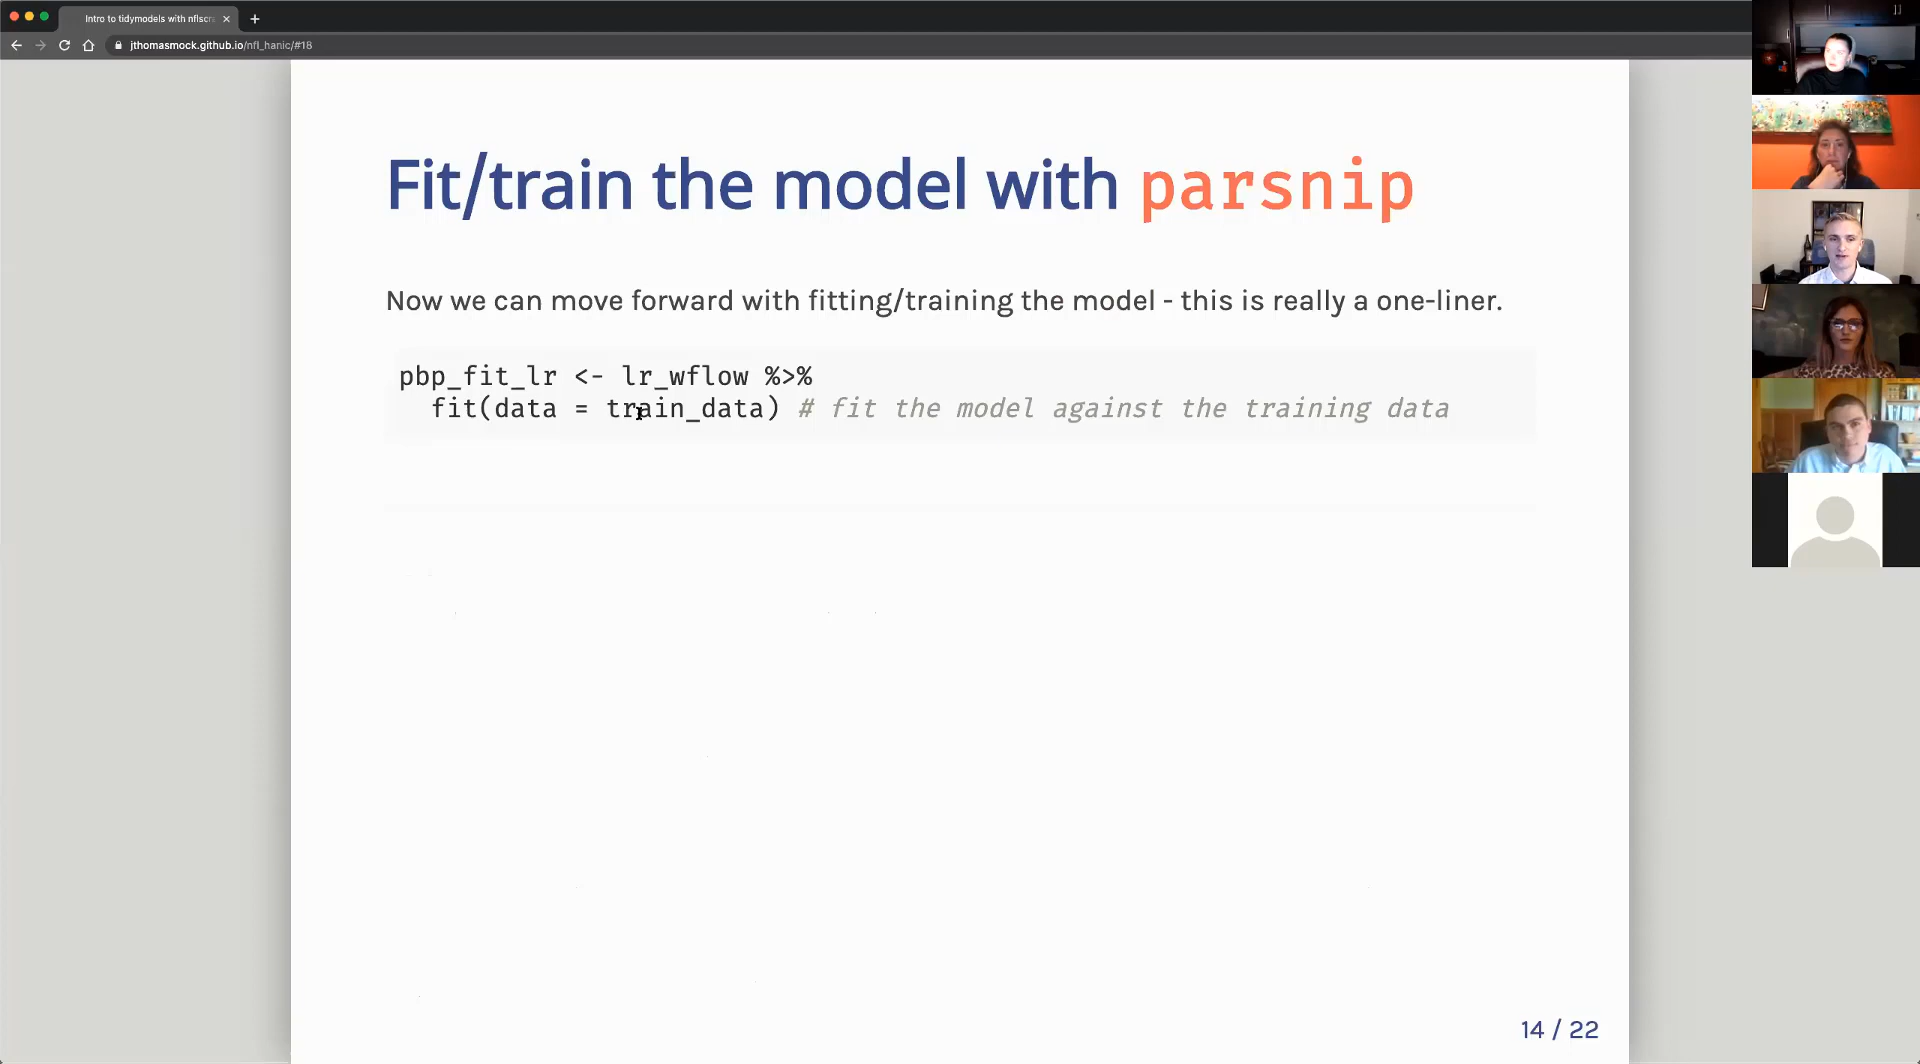 Intro to tidymodels with nflscr
jthomasmock.github.io/nfl_hanic/#18
Fit/train the model with parsnip
Now we can move forward with fitting/training the model - this is really a one-liner.
pbp_fit_lr <- lr_wflow %>%
fit(data = train_data) # fit the model against the training data
14 / 22